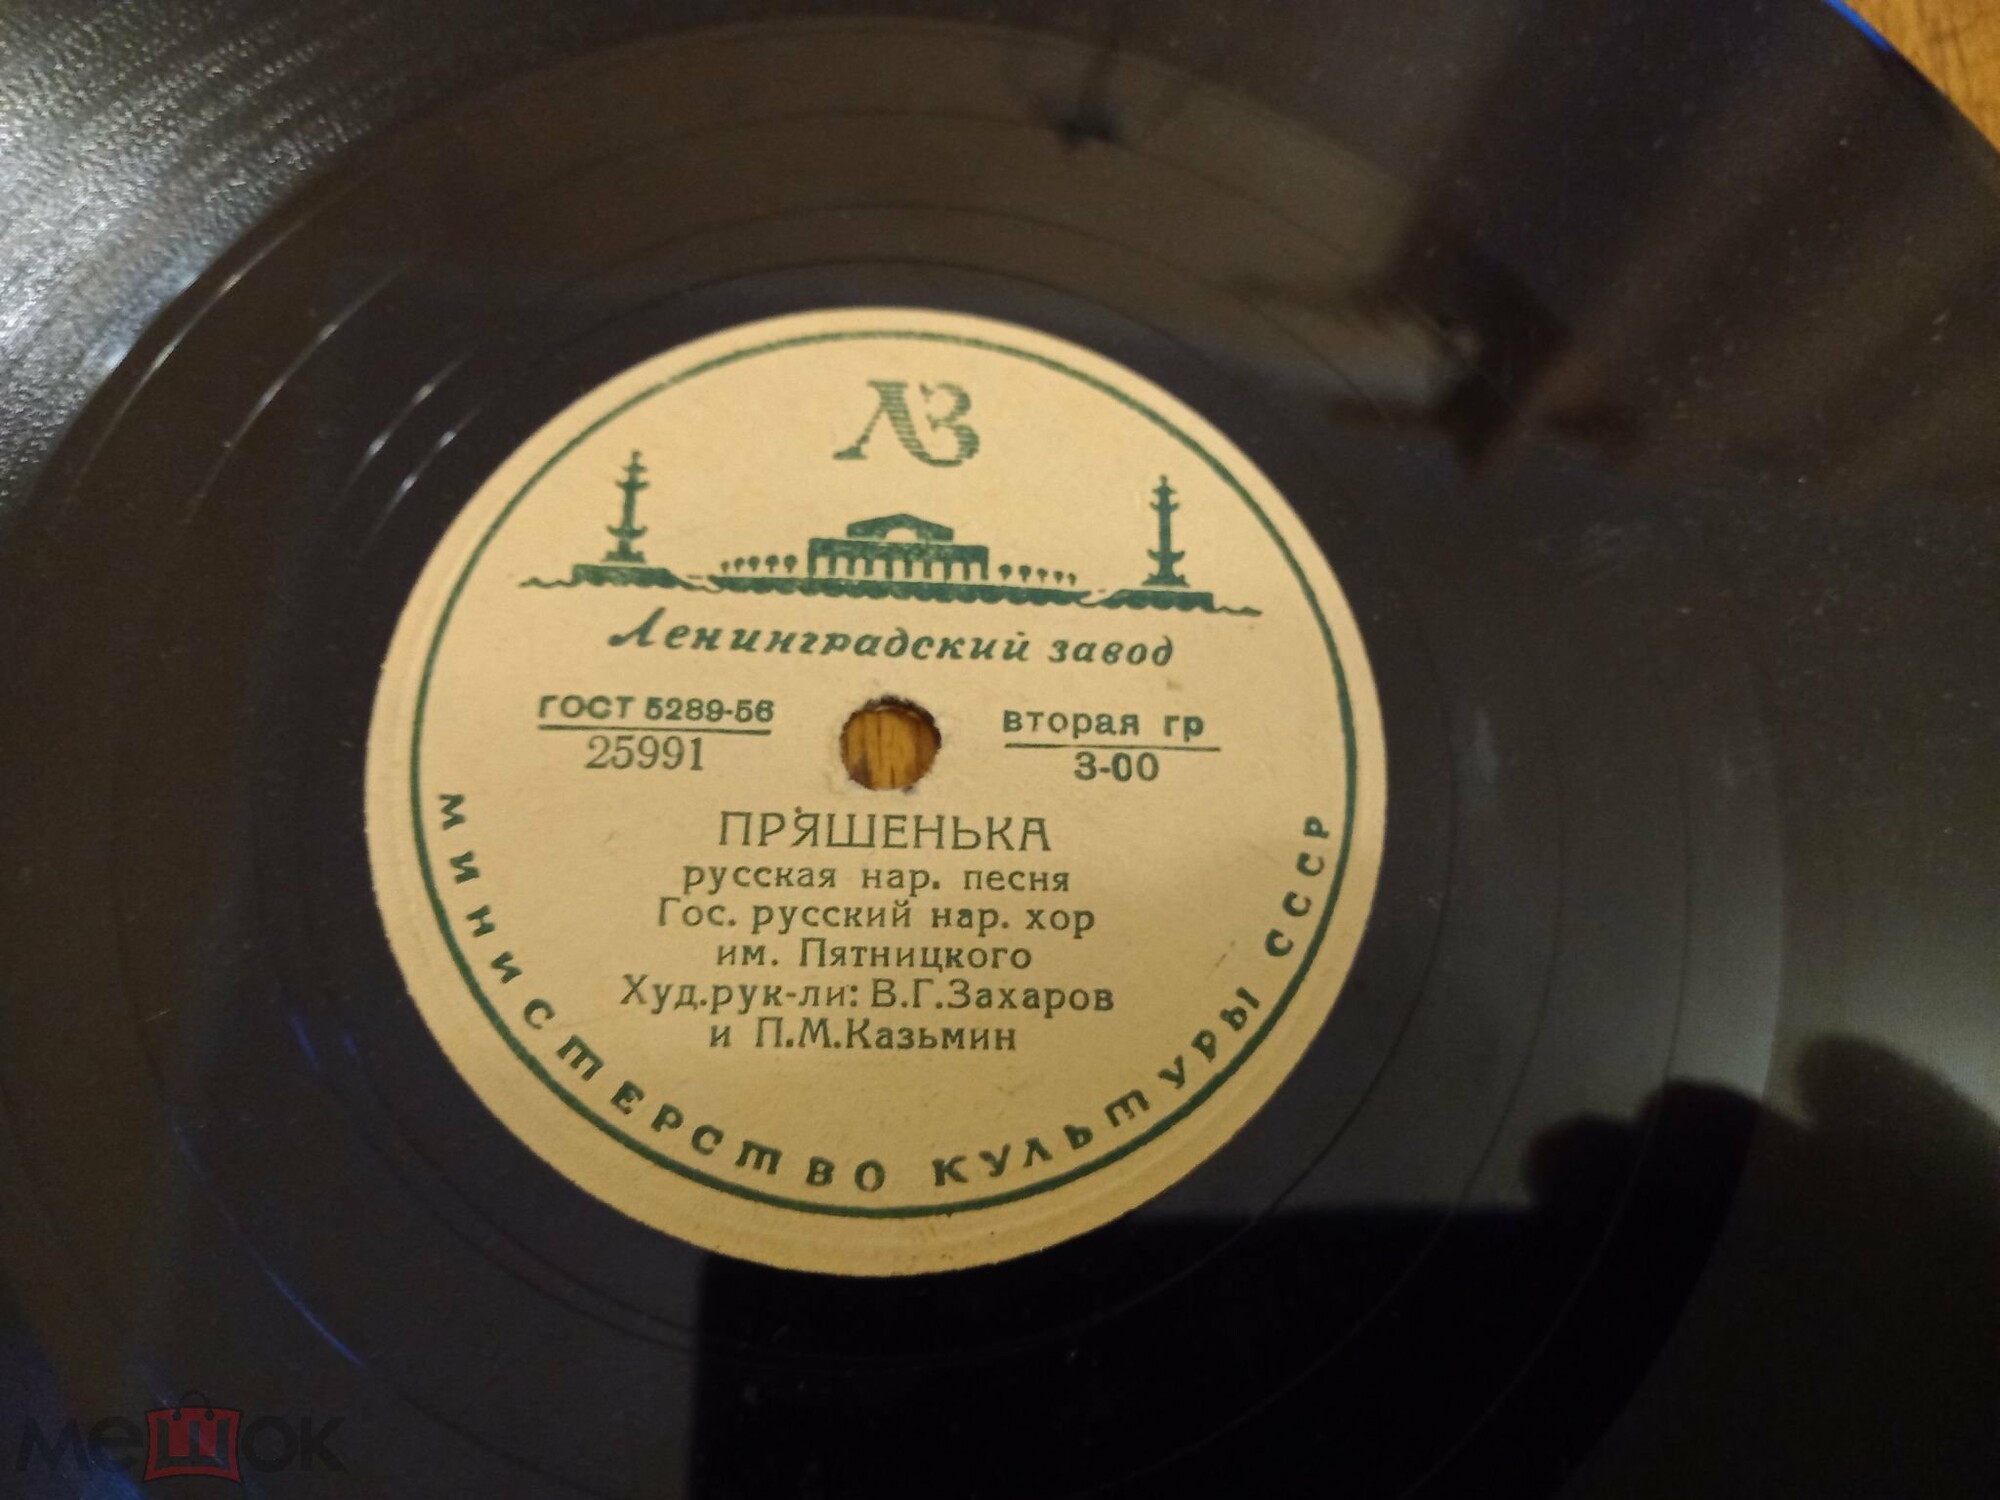 ЛЗ
Ленинградский завод
ГОСТ 5289-56
25991
вторая гр
3-00
ПРЯШЕНЬКА
русская нар. песня
Гос. русский нар. хор
им. Пятницкого
Худ.рук-ли: В.Г.Захаров
и П.М.Казьмин
МИНИСТЕРСТВО КУЛЬТУРЫ СССР
мешок